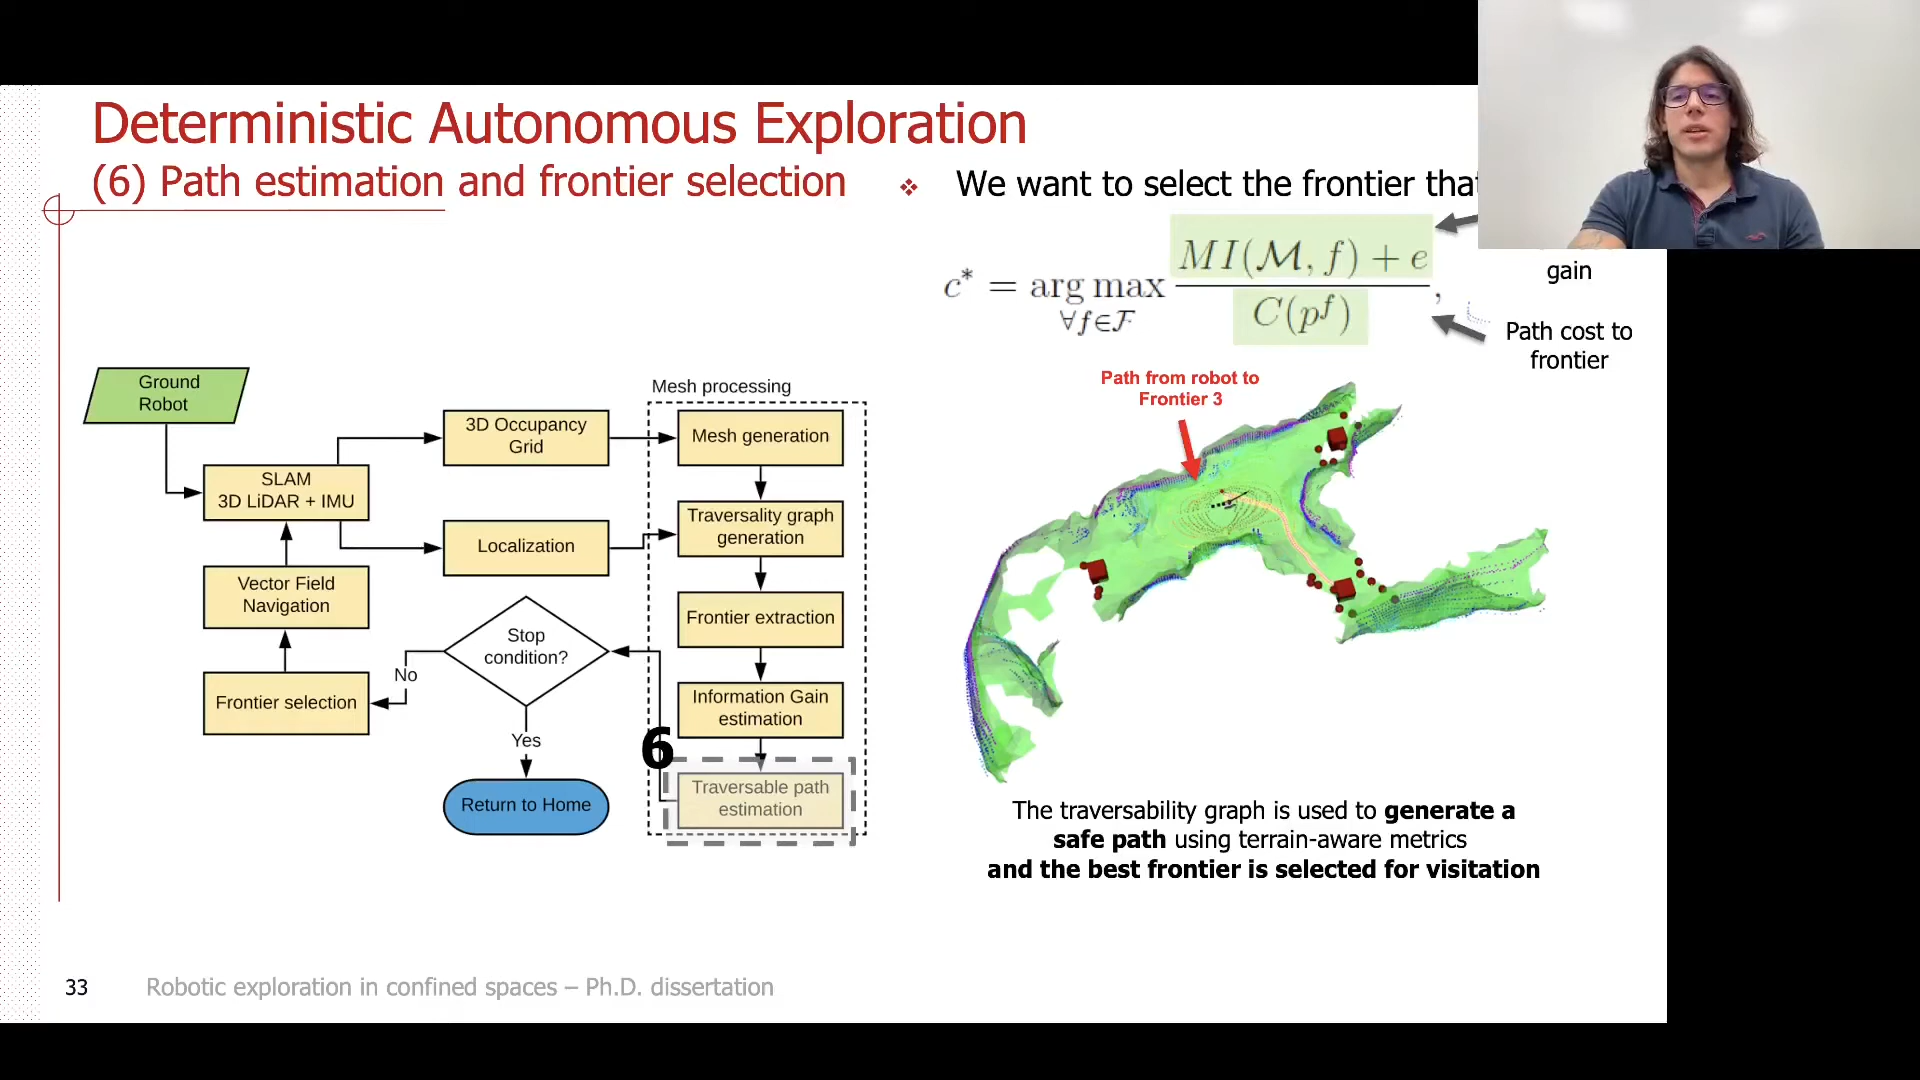 Deterministic Autonomous Exploration
(6) Path estimation and frontier selection
❖ We want to select the frontier that
c* = arg max MI(M, f) + e
∀f∈F C(p^f) ,
gain
Path cost to
frontier
Ground
Robot
SLAM
3D LiDAR + IMU
Vector Field
Navigation
Frontier selection
3D Occupancy
Grid
Localization
Stop
condition?
No
Yes
Return to Home
Mesh processing
Mesh generation
Traversality graph
generation
Frontier extraction
Information Gain
estimation
6
Traversable path
estimation
Path from robot to
Frontier 3
The traversability graph is used to generate a
safe path using terrain-aware metrics
and the best frontier is selected for visitation
33
Robotic exploration in confined spaces – Ph.D. dissertation